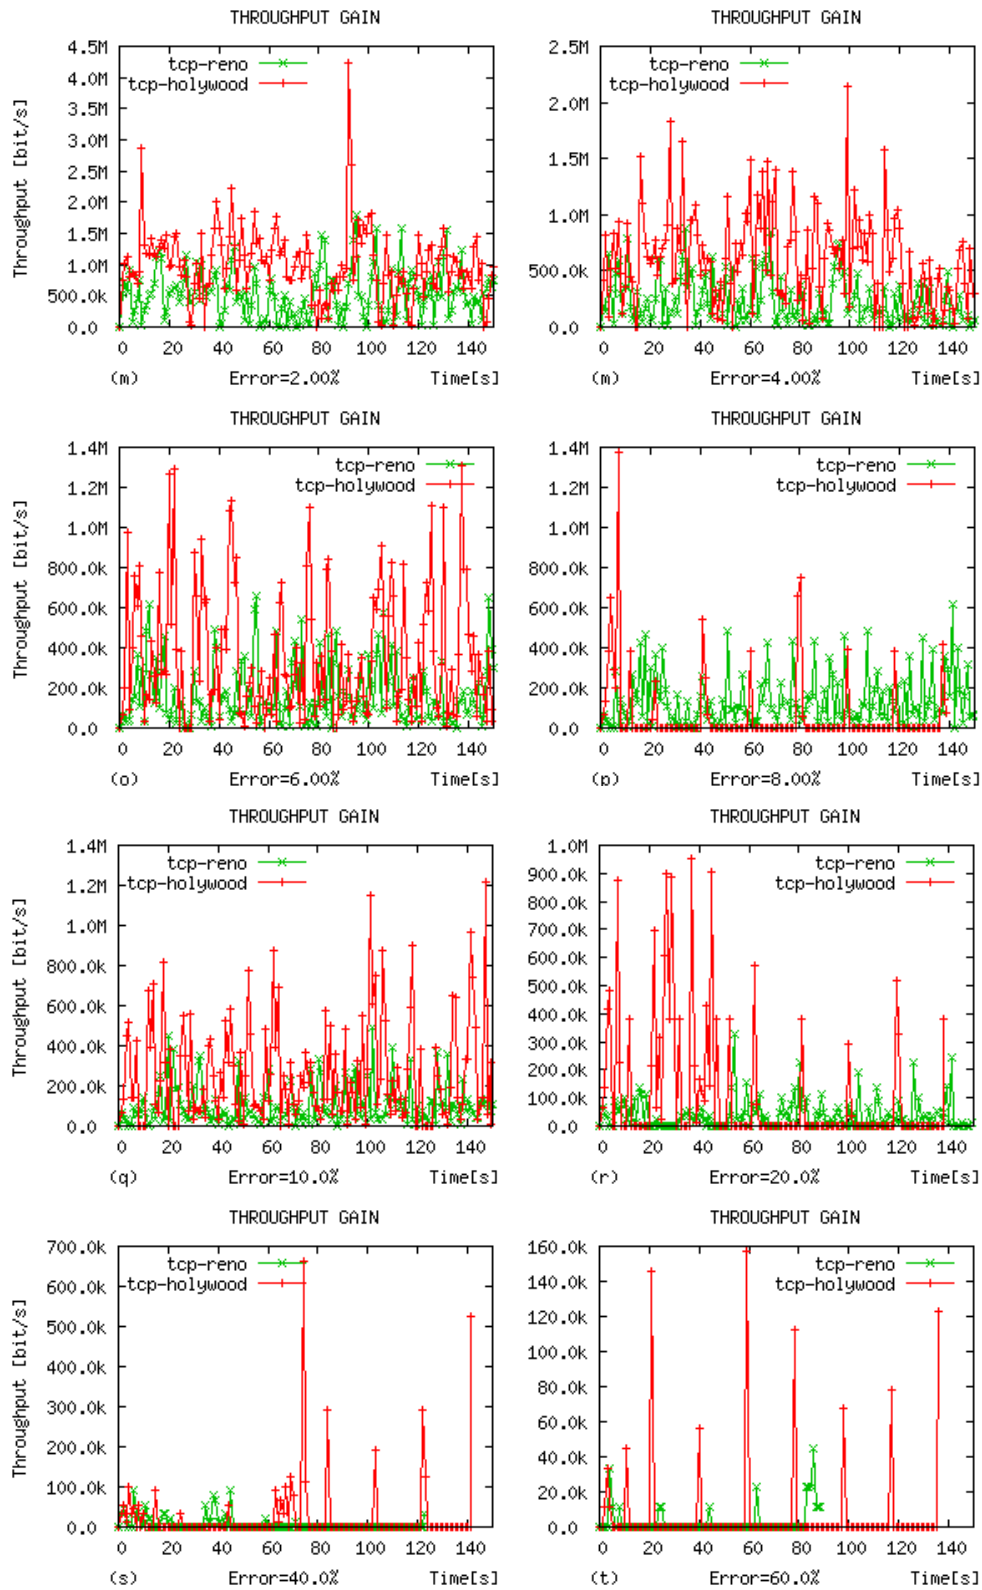 THROUGHPUT GAIN THROUGHPUT GAIN
4.5M 2.5M
tcp-reno tcp-reno
4.0M tcp-holywood tcp-holywood
3.5M 2.0M
3.0M
2.5M 1.5M
Throughput [bit/s]
2.0M 1.0M
1.5M
1.0M 500.0k
500.0k
0.0 0.0
0 20 40 60 80 100 120 140 0 20 40 60 80 100 120 140
(m) Error=2.00% Time[s] (m) Error=4.00% Time[s]
THROUGHPUT GAIN THROUGHPUT GAIN
1.4M 1.4M
tcp-reno tcp-reno
1.2M tcp-holywood 1.2M tcp-holywood
1.0M 1.0M
800.0k 800.0k
Throughput [bit/s]
600.0k 600.0k
400.0k 400.0k
200.0k 200.0k
0.0 0.0
0 20 40 60 80 100 120 140 0 20 40 60 80 100 120 140
(o) Error=6.00% Time[s] (p) Error=8.00% Time[s]
THROUGHPUT GAIN THROUGHPUT GAIN
1.4M 1.0M
tcp-reno tcp-reno
1.2M tcp-holywood 900.0k tcp-holywood
1.0M 800.0k
800.0k 700.0k
600.0k 600.0k
Throughput [bit/s]
400.0k 500.0k
200.0k 400.0k
0.0 300.0k
200.0k
100.0k
0.0
0 20 40 60 80 100 120 140 0 20 40 60 80 100 120 140
(q) Error=10.0% Time[s] (r) Error=20.0% Time[s]
THROUGHPUT GAIN THROUGHPUT GAIN
700.0k 160.0k
tcp-reno tcp-reno
600.0k tcp-holywood 140.0k tcp-holywood
500.0k 120.0k
400.0k 100.0k
Throughput [bit/s]
300.0k 80.0k
200.0k 60.0k
100.0k 40.0k
0.0 20.0k
0.0
0 20 40 60 80 100 120 140 0 20 40 60 80 100 120 140
(s) Error=40.0% Time[s] (t) Error=60.0% Time[s]